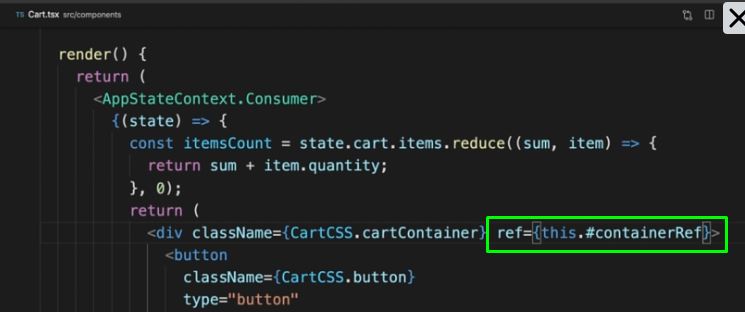 TS Cart.tsx src/components
render() {
return (
<AppStateContext.Consumer>
{(state) => {
const itemsCount = state.cart.items.reduce((sum, item) => {
return sum + item.quantity;
}, 0);
return (
<div className={CartCSS.cartContainer} ref={this.#containerRef}>
<button
className={CartCSS.button}
type="button"